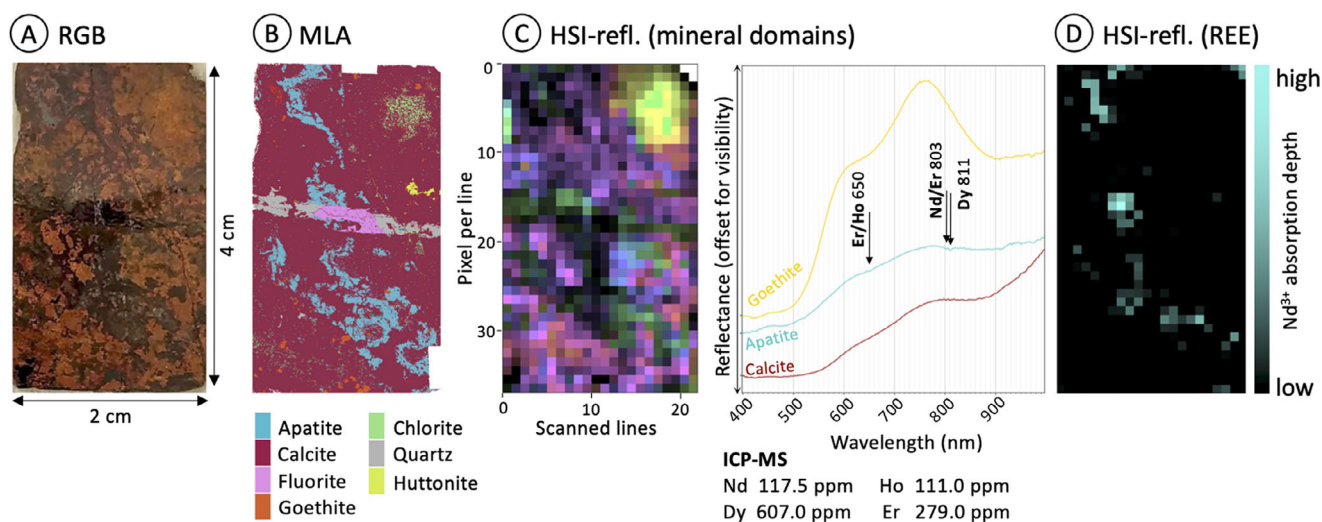 A RGB
B MLA
C HSI-refl. (mineral domains)
D HSI-refl. (REE)
4 cm
2 cm
Apatite
Calcite
Fluorite
Goethite
Chlorite
Quartz
Huttonite
Pixel per line
0
10
20
30
0 10 20
Scanned lines
Reflectance (offset for visibility)
Er/Ho 650
Nd/Er 803
Dy 811
Goethite
Apatite
Calcite
400 500 600 700 800 900
Wavelength (nm)
ICP-MS
Nd 117.5 ppm Ho 111.0 ppm
Dy 607.0 ppm Er 279.0 ppm
high
Nd³⁺ absorption depth
low